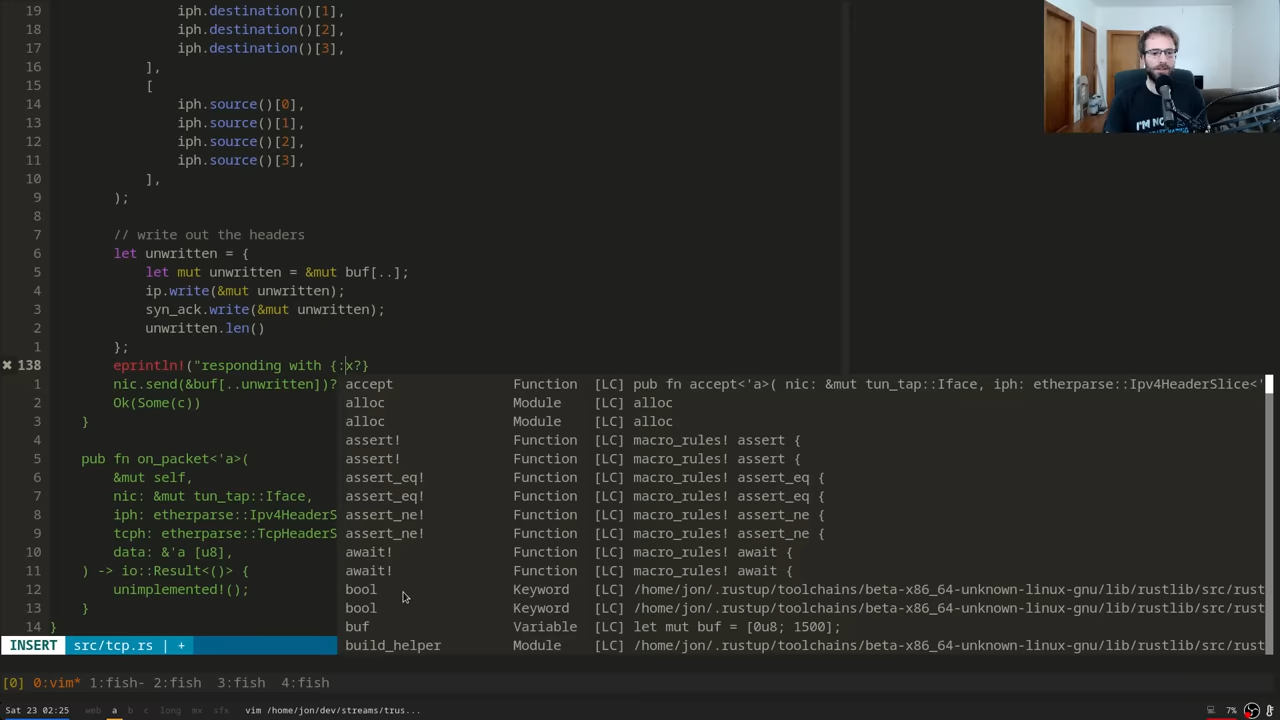 19 iph.destination()[1],
18 iph.destination()[2],
17 iph.destination()[3],
16 ],
15 [
14 iph.source()[0],
13 iph.source()[1],
12 iph.source()[2],
11 iph.source()[3],
10 ],
9 );
8
7 // write out the headers
6 let unwritten = {
5 let mut unwritten = &mut buf[..];
4 ip.write(&mut unwritten);
3 syn_ack.write(&mut unwritten);
2 unwritten.len()
1 };
✖ 138 eprintln!("responding with {:x?}
1 nic.send(&buf[..unwritten])? accept Function [LC] pub fn accept<'a>( nic: &mut tun_tap::Iface, iph: etherparse::Ipv4HeaderSlice<'
2 Ok(Some(c)) alloc Module [LC] alloc
3 } alloc Module [LC] alloc
4 assert! Function [LC] macro_rules! assert {
5 pub fn on_packet<'a>( assert! Function [LC] macro_rules! assert {
6 &mut self, assert_eq! Function [LC] macro_rules! assert_eq {
7 nic: &mut tun_tap::Iface, assert_eq! Function [LC] macro_rules! assert_eq {
8 iph: etherparse::Ipv4HeaderS assert_ne! Function [LC] macro_rules! assert_ne {
9 tcph: etherparse::TcpHeaderS assert_ne! Function [LC] macro_rules! assert_ne {
10 data: &'a [u8], await! Function [LC] macro_rules! await {
11 ) -> io::Result<()> { await! Function [LC] macro_rules! await {
12 unimplemented!(); bool Keyword [LC] /home/jon/.rustup/toolchains/beta-x86_64-unknown-linux-gnu/lib/rustlib/src/rust
13 } bool Keyword [LC] /home/jon/.rustup/toolchains/beta-x86_64-unknown-linux-gnu/lib/rustlib/src/rust
14 } buf Variable [LC] let mut buf = [0u8; 1500];
INSERT src/tcp.rs | + build_helper Module [LC] /home/jon/.rustup/toolchains/beta-x86_64-unknown-linux-gnu/lib/rustlib/src/rust
[0] 0:vim* 1:fish- 2:fish 3:fish 4:fish
Sat 23 02:25 web a b c long mx sfx vim /home/jon/dev/streams/trus... 7%
I'M NO